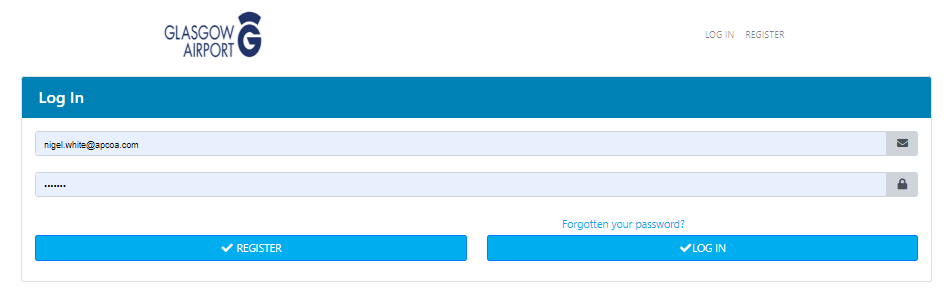 GLASGOW
AIRPORT
LOG IN REGISTER
Log In
nigel.white@apcoa.com
•••••••
Forgotten your password?
REGISTER
LOG IN